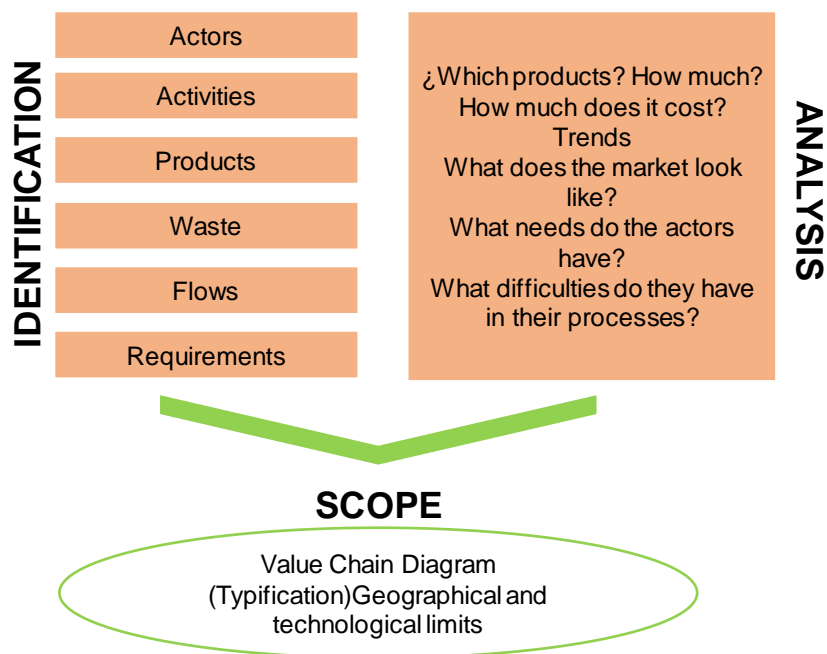 IDENTIFICATION
Actors
Activities
Products
Waste
Flows
Requirements
¿Which products? How much?
How much does it cost?
Trends
What does the market look
like?
What needs do the actors
have?
What difficulties do they have
in their processes?
ANALYSIS
SCOPE
Value Chain Diagram
(Typification)Geographical and
technological limits